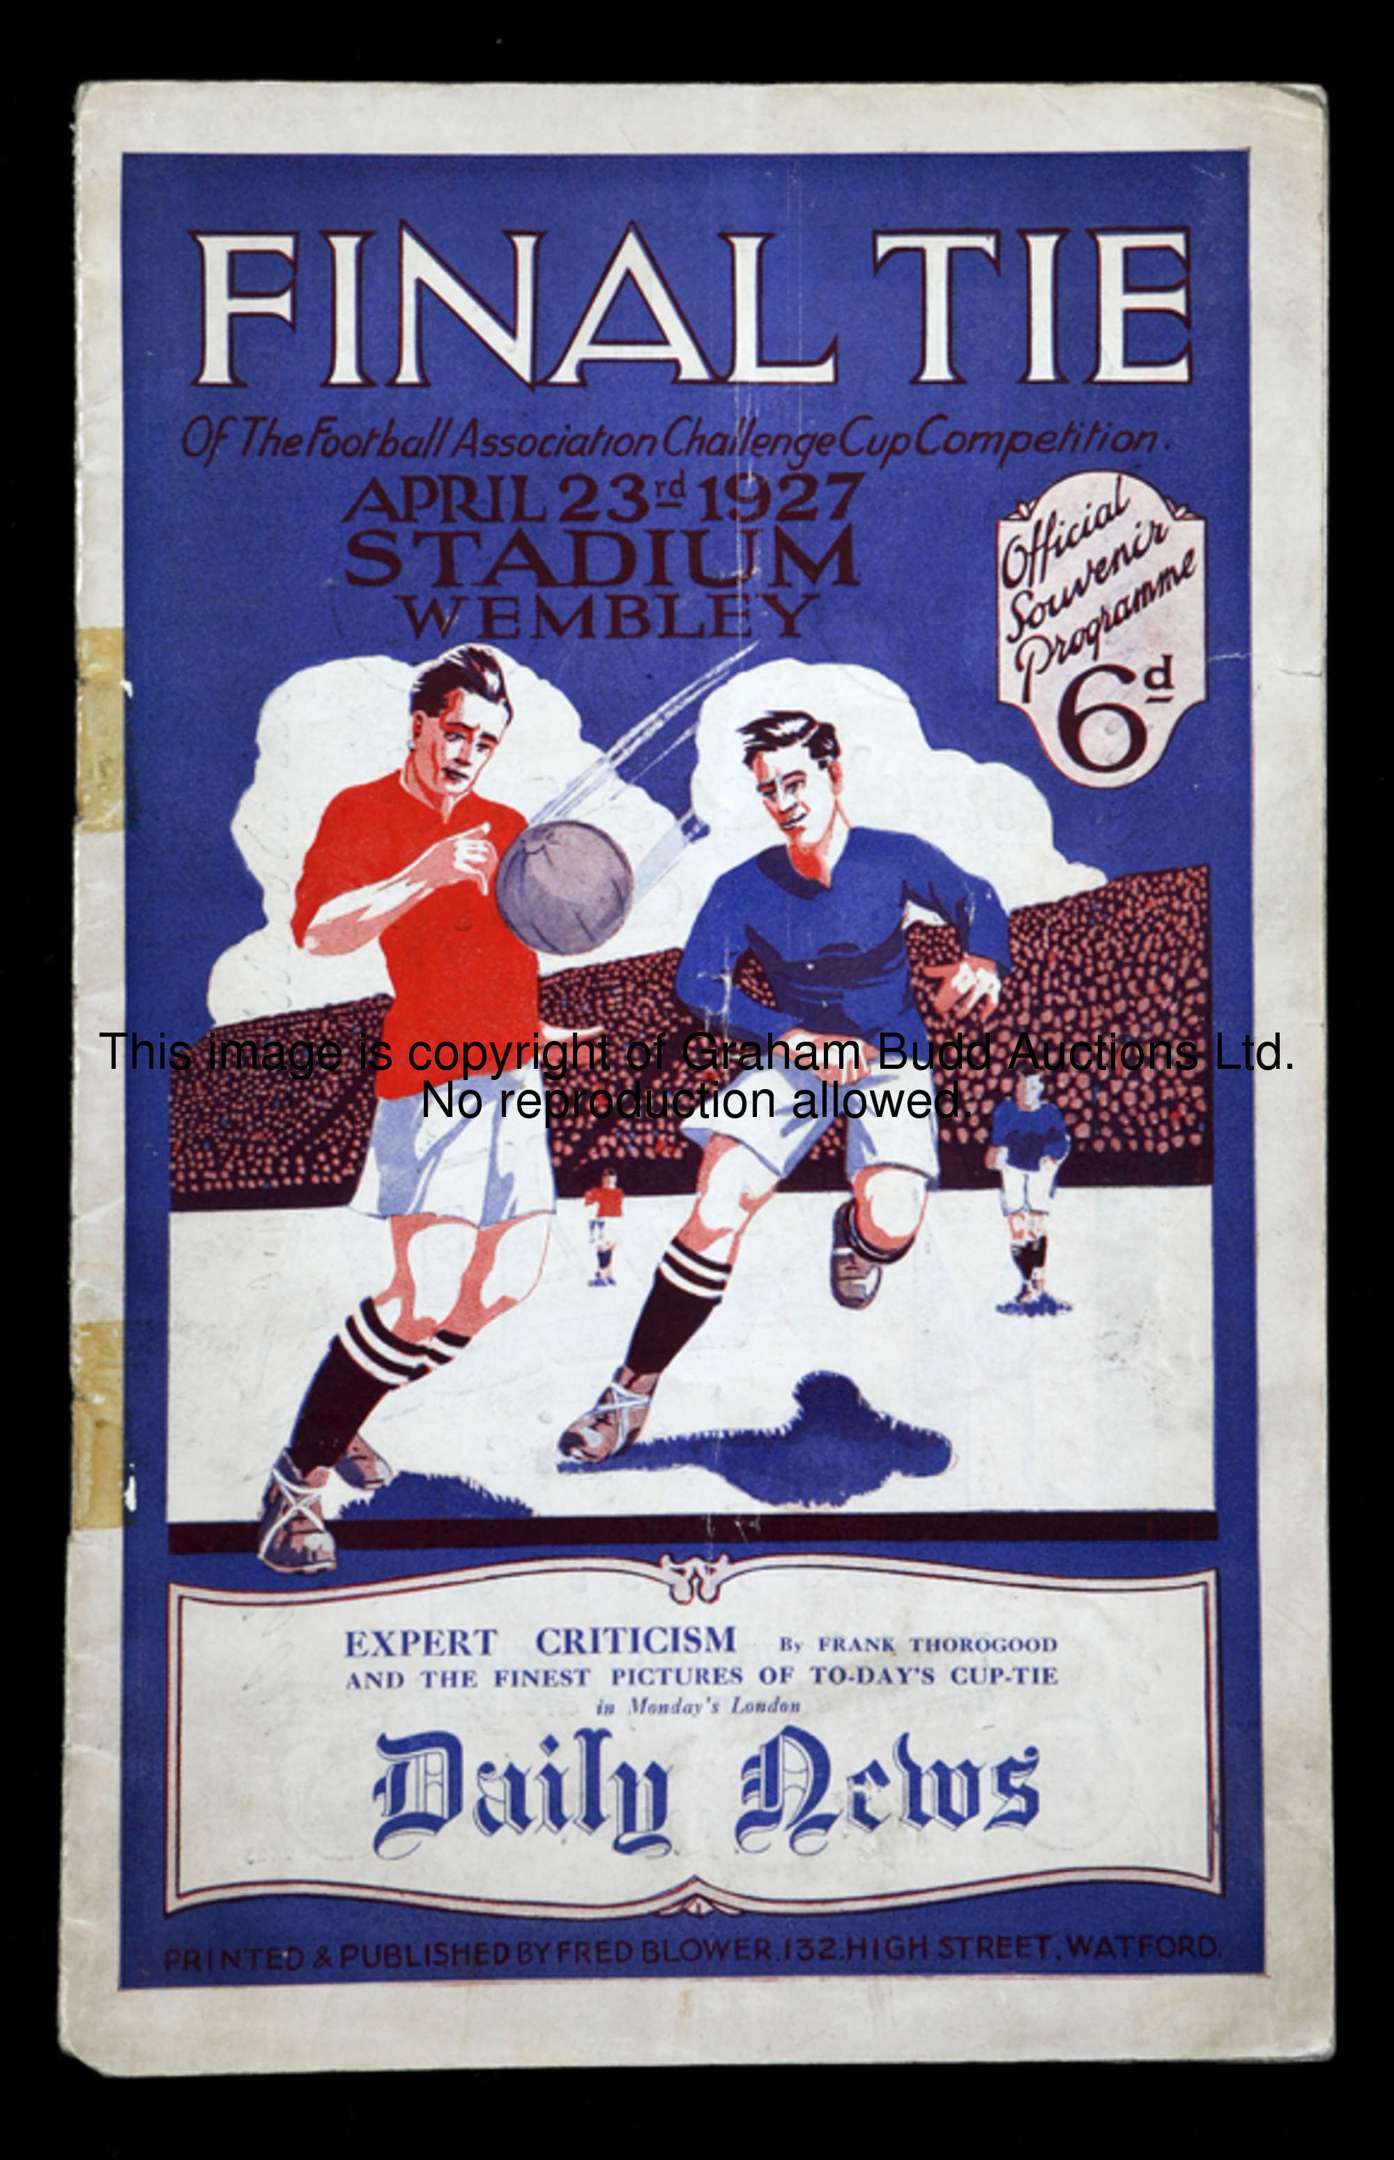 FINAL TIE
Of The Football Association Challenge Cup Competition.
APRIL 23rd 1927
STADIUM
WEMBLEY
Official
Souvenir
Programme
6d
This image is copyright of Graham Budd Auctions Ltd.
No reproduction allowed.
EXPERT CRITICISM By FRANK THOROGOOD
AND THE FINEST PICTURES OF TO-DAY'S CUP-TIE
in Monday's London
Daily News
PRINTED & PUBLISHED BY FRED BLOWER. 132. HIGH STREET. WATFORD.